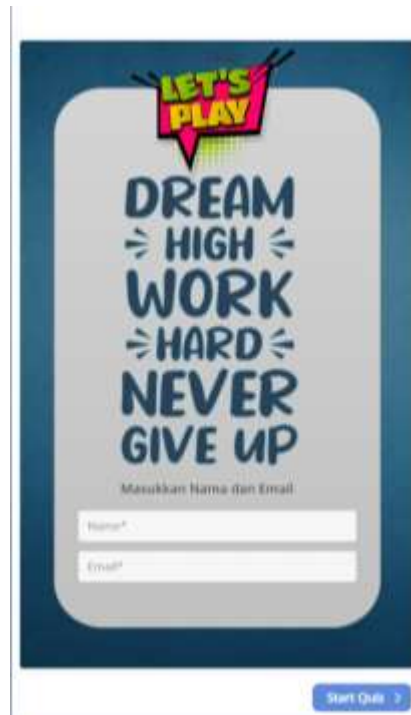 LET'S
PLAY
DREAM
HIGH
WORK
HARD
NEVER
GIVE UP
Masukkan Nama dan Email
Name*
Email*
Start Quiz >